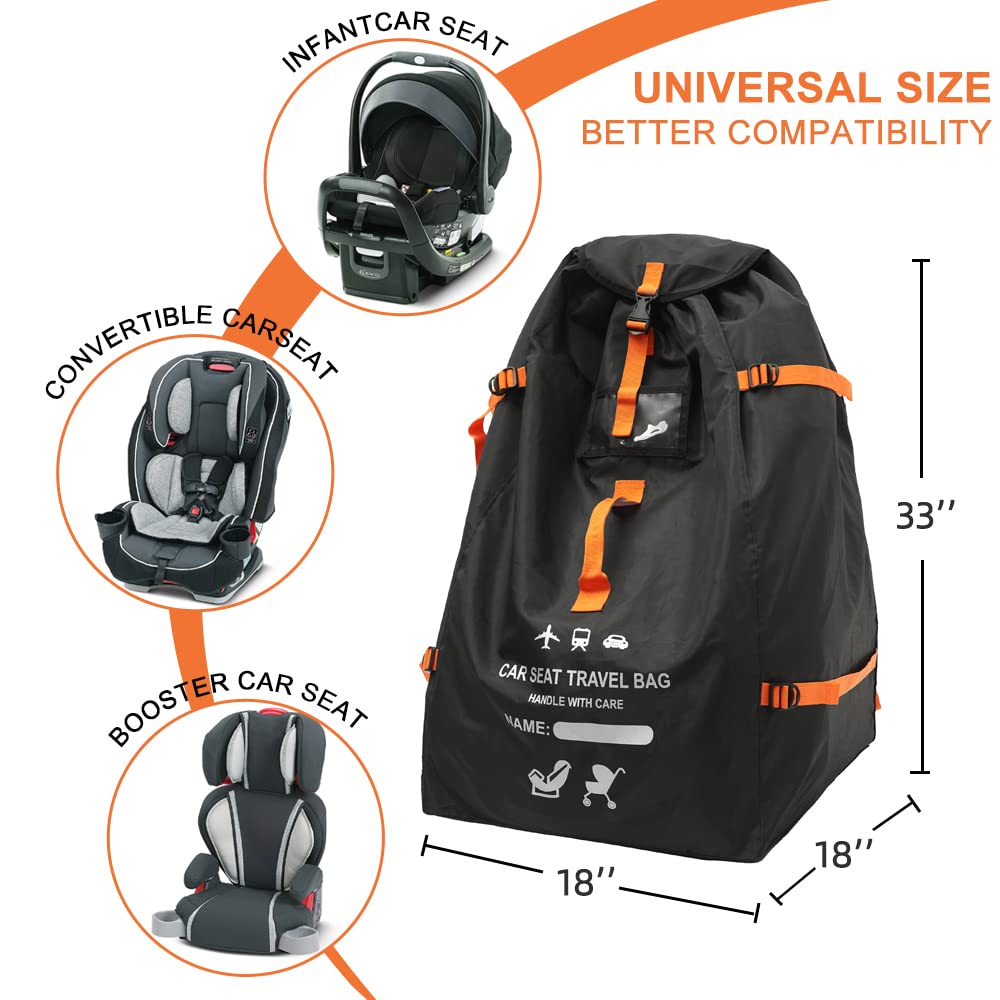 INFANTCAR SEAT
UNIVERSAL SIZE
BETTER COMPATIBILITY
CONVERTIBLE CARSEAT
BOOSTER CAR SEAT
33’’
CAR SEAT TRAVEL BAG
HANDLE WITH CARE
NAME:
18’’
18’’
GRACO